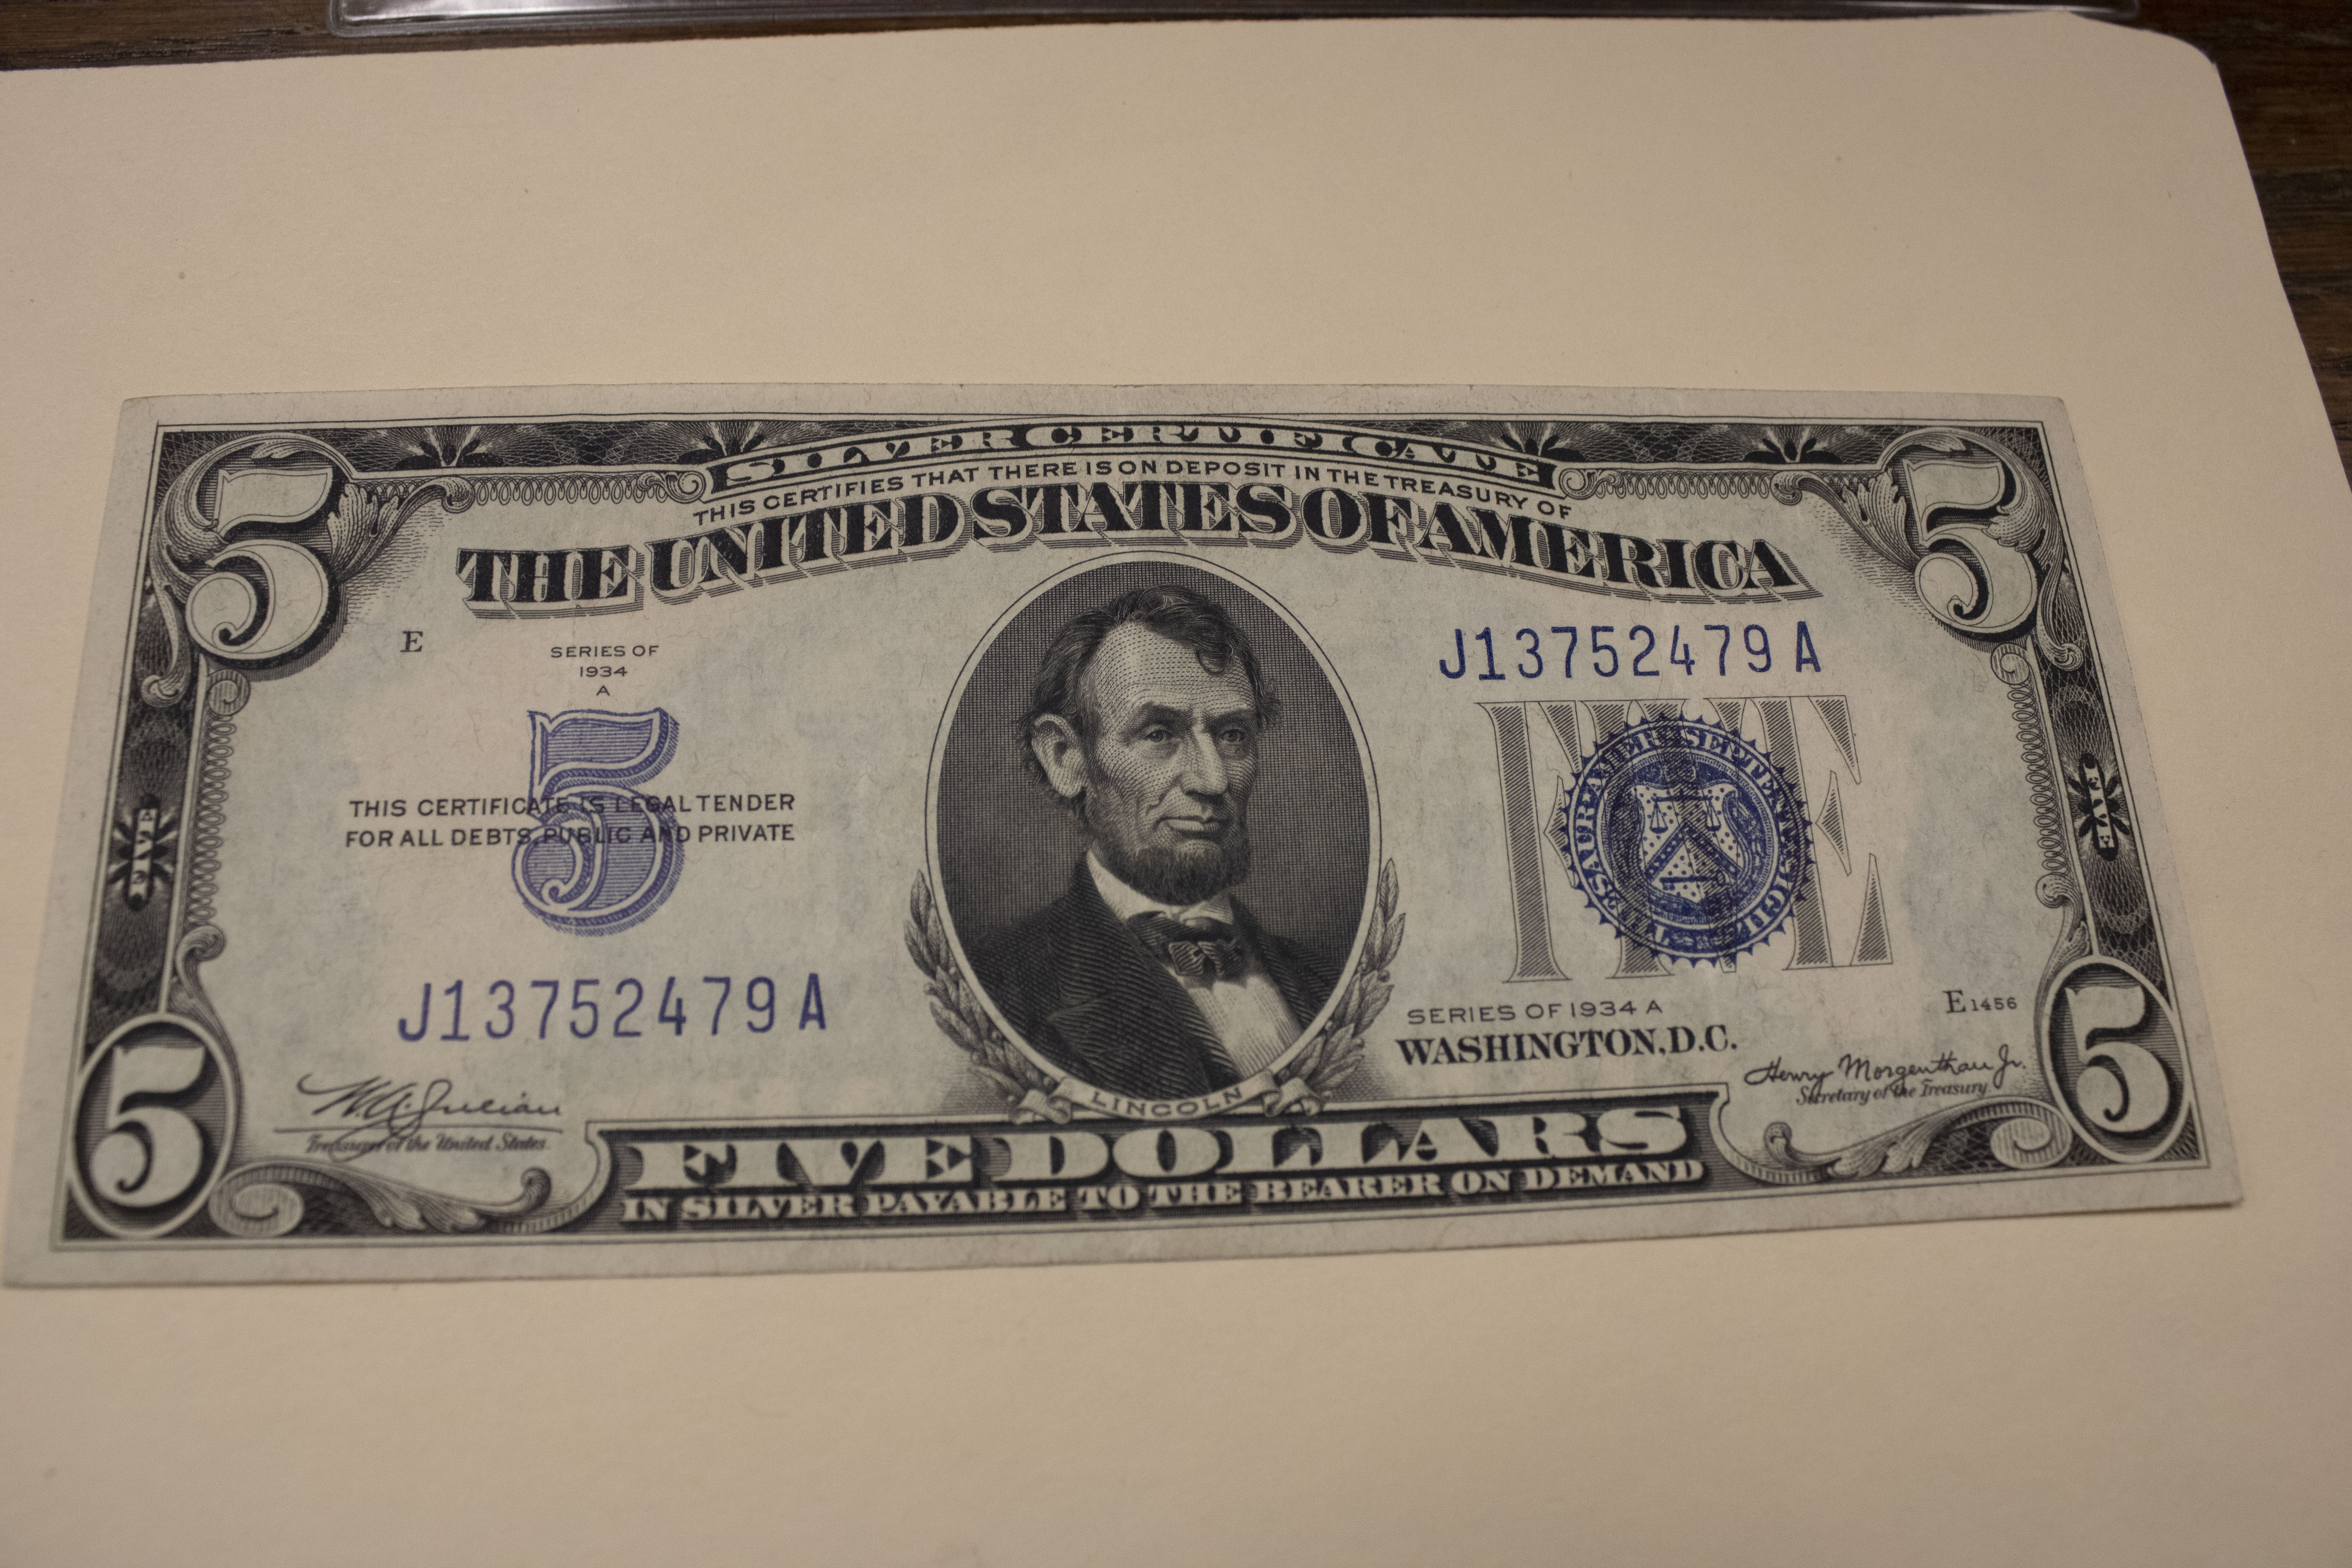 SILVER CERTIFICATE
THIS CERTIFIES THAT THERE IS ON DEPOSIT IN THE TREASURY OF
THE UNITED STATES OF AMERICA
5
5
E
SERIES OF
1934
A
J13752479A
5
THIS CERTIFICATE IS LEGAL TENDER
FOR ALL DEBTS, PUBLIC AND PRIVATE
FIVE
FIVE
FIVE
J13752479A
SERIES OF 1934 A
WASHINGTON, D.C.
E1456
W.A. Julian
Treasurer of the United States.
Henry Morgenthau Jr.
Secretary of the Treasury.
LINCOLN
5
5
FIVE DOLLARS
IN SILVER PAYABLE TO THE BEARER ON DEMAND